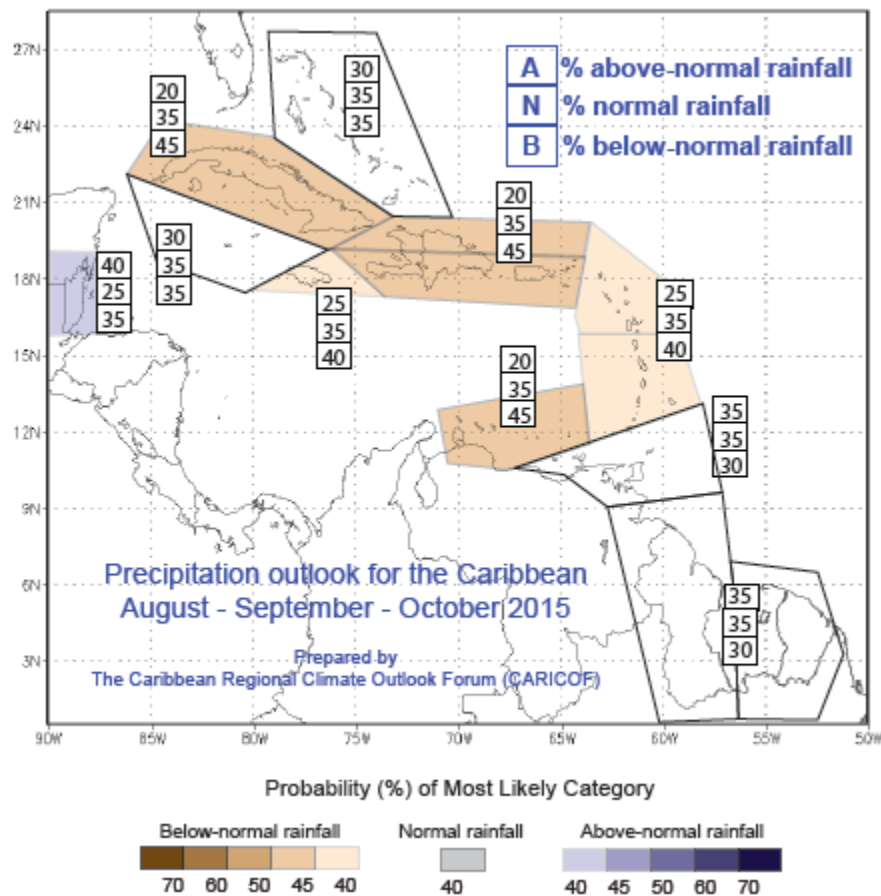 27N
24N
21N
18N
15N
12N
9N
6N
3N
90W 85W 80W 75W 70W 65W 60W 55W 50W
A % above-normal rainfall
N % normal rainfall
B % below-normal rainfall
30
35
35
20
35
45
20
35
45
30
35
35
40
25
35
25
35
40
25
35
40
20
35
45
35
35
30
35
35
30
Precipitation outlook for the Caribbean
August - September - October 2015
Prepared by
The Caribbean Regional Climate Outlook Forum (CARICOF)
Probability (%) of Most Likely Category
Below-normal rainfall Normal rainfall Above-normal rainfall
70 60 50 45 40 40 40 45 50 60 70